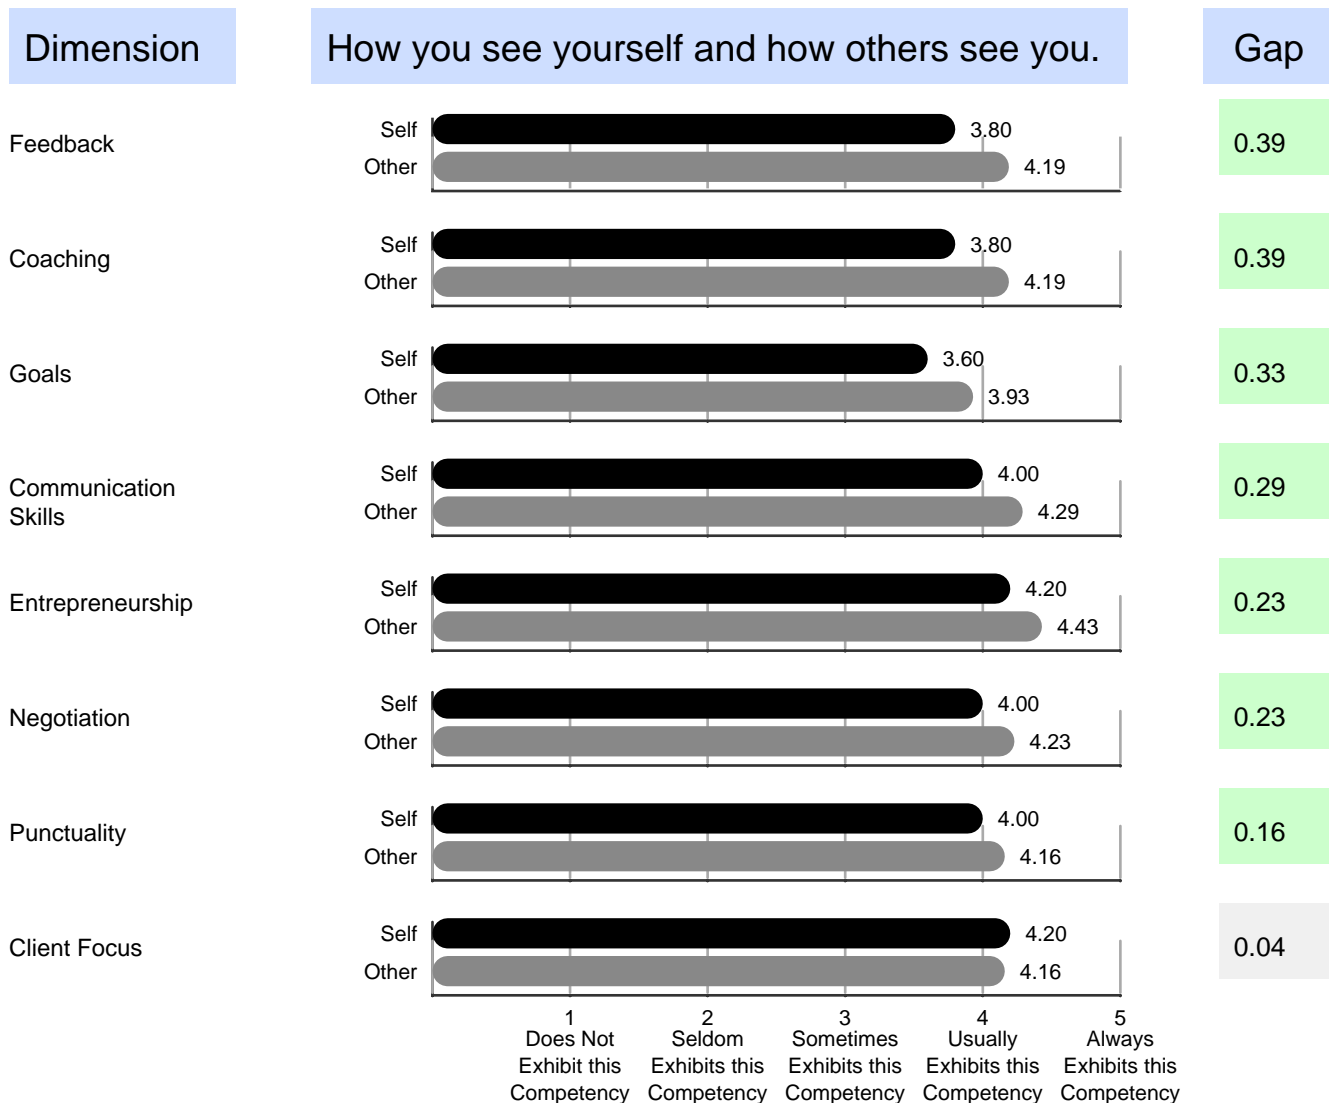 Dimension
How you see yourself and how others see you.
Gap
Feedback
Self
3.80
Other
4.19
0.39
Coaching
Self
3.80
Other
4.19
0.39
Goals
Self
3.60
Other
3.93
0.33
Communication
Skills
Self
4.00
Other
4.29
0.29
Entrepreneurship
Self
4.20
Other
4.43
0.23
Negotiation
Self
4.00
Other
4.23
0.23
Punctuality
Self
4.00
Other
4.16
0.16
Client Focus
Self
4.20
Other
4.16
0.04
1
Does Not
Exhibit this
Competency
2
Seldom
Exhibits this
Competency
3
Sometimes
Exhibits this
Competency
4
Usually
Exhibits this
Competency
5
Always
Exhibits this
Competency